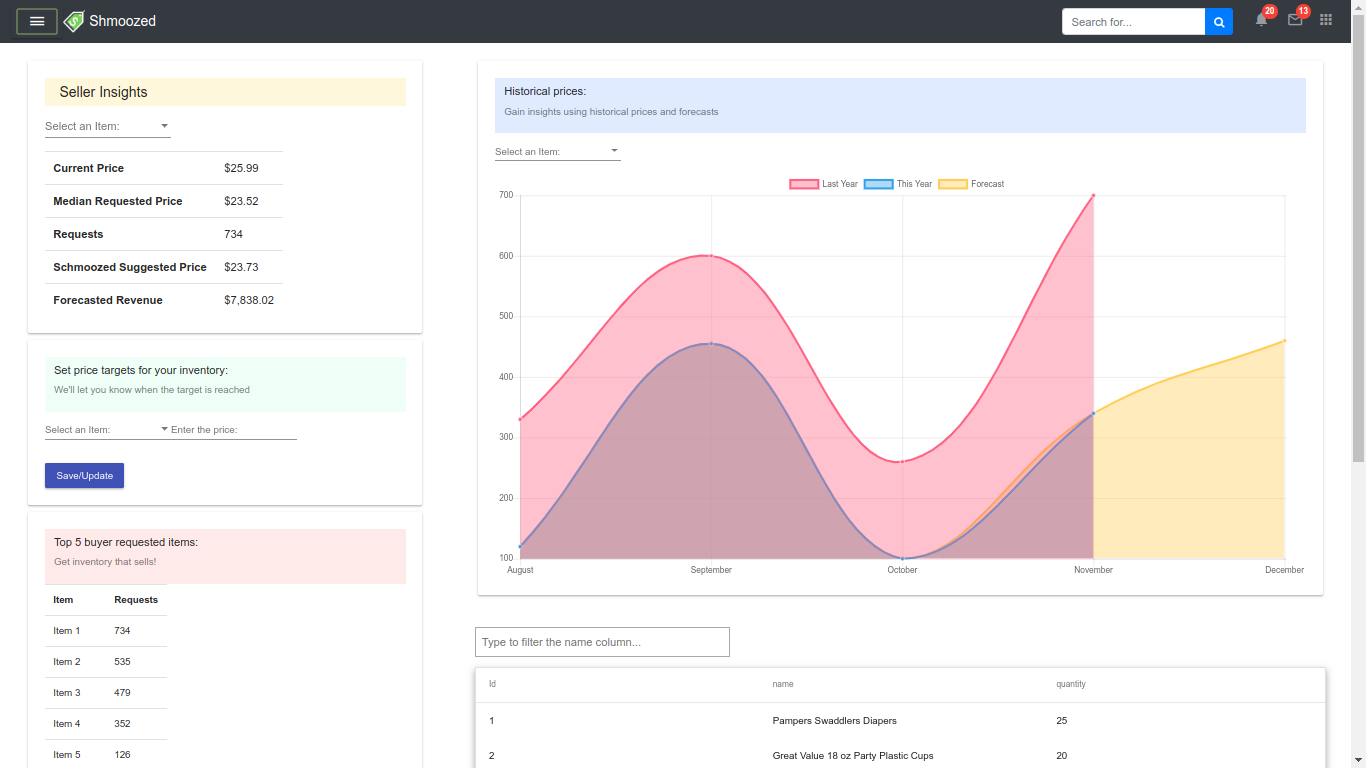 Shmoozed
Search for...
20
13
Seller Insights
Select an Item:
Current Price $25.99
Median Requested Price $23.52
Requests 734
Schmoozed Suggested Price $23.73
Forecasted Revenue $7,838.02
Set price targets for your inventory:
We'll let you know when the target is reached
Select an Item: Enter the price:
Save/Update
Top 5 buyer requested items:
Get inventory that sells!
Item Requests
Item 1 734
Item 2 535
Item 3 479
Item 4 352
Item 5 126
Historical prices:
Gain insights using historical prices and forecasts
Select an Item:
Last Year This Year Forecast
700
600
500
400
300
200
100
August September October November December
Type to filter the name column...
Id name quantity
1 Pampers Swaddlers Diapers 25
2 Great Value 18 oz Party Plastic Cups 20